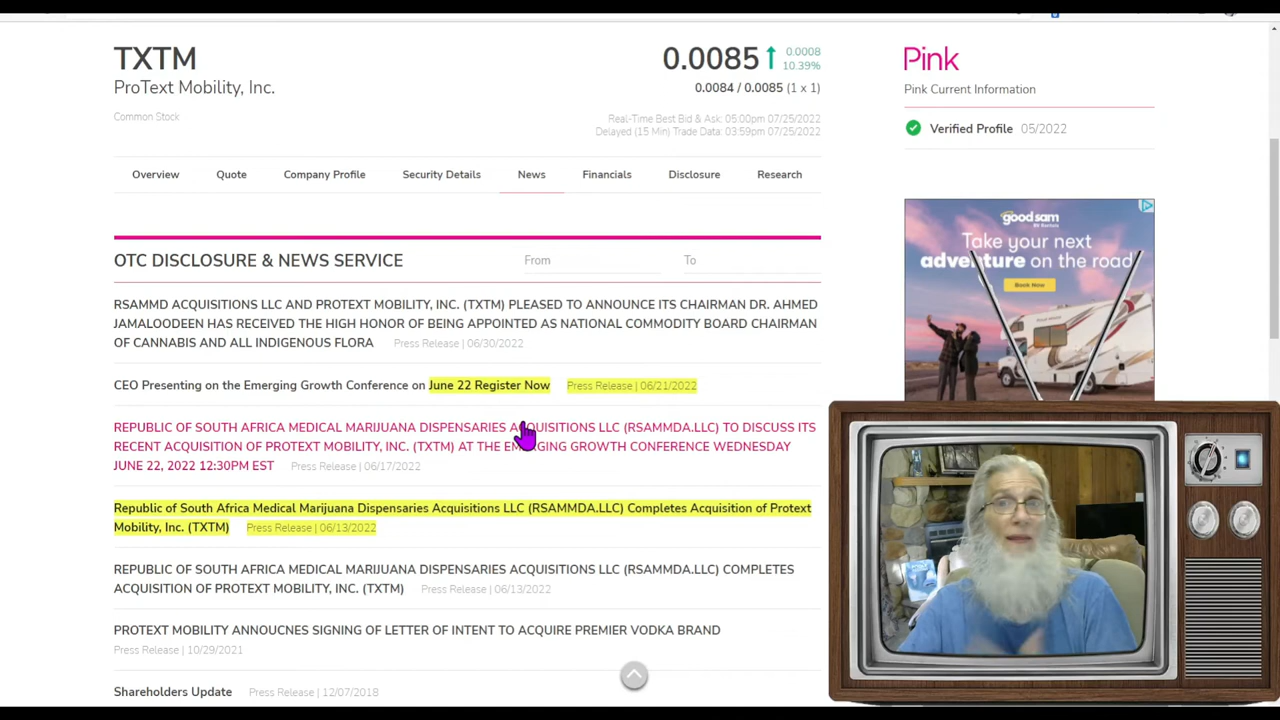 TXTM
ProText Mobility, Inc.
Common Stock
0.0085 0.0008
10.39%
0.0084 / 0.0085 (1 x 1)
Real-Time Best Bid & Ask: 05:00pm 07/25/2022
Delayed (15 Min) Trade Data: 03:59pm 07/25/2022
Pink
Pink Current Information
Verified Profile 05/2022
Overview Quote Company Profile Security Details News Financials Disclosure Research
OTC DISCLOSURE & NEWS SERVICE From To
RSAMMD ACQUISITIONS LLC AND PROTEXT MOBILITY, INC. (TXTM) PLEASED TO ANNOUNCE ITS CHAIRMAN DR. AHMED
JAMALOODEEN HAS RECEIVED THE HIGH HONOR OF BEING APPOINTED AS NATIONAL COMMODITY BOARD CHAIRMAN
OF CANNABIS AND ALL INDIGENOUS FLORA Press Release | 06/30/2022
CEO Presenting on the Emerging Growth Conference on June 22 Register Now Press Release | 06/21/2022
REPUBLIC OF SOUTH AFRICA MEDICAL MARIJUANA DISPENSARIES ACQUISITIONS LLC (RSAMMDA.LLC) TO DISCUSS ITS
RECENT ACQUISITION OF PROTEXT MOBILITY, INC. (TXTM) AT THE EMERGING GROWTH CONFERENCE WEDNESDAY
JUNE 22, 2022 12:30PM EST Press Release | 06/17/2022
Republic of South Africa Medical Marijuana Dispensaries Acquisitions LLC (RSAMMDA.LLC) Completes Acquisition of Protext
Mobility, Inc. (TXTM) Press Release | 06/13/2022
REPUBLIC OF SOUTH AFRICA MEDICAL MARIJUANA DISPENSARIES ACQUISITIONS LLC (RSAMMDA.LLC) COMPLETES
ACQUISITION OF PROTEXT MOBILITY, INC. (TXTM) Press Release | 06/13/2022
PROTEXT MOBILITY ANNOUCNES SIGNING OF LETTER OF INTENT TO ACQUIRE PREMIER VODKA BRAND
Press Release | 10/29/2021
Shareholders Update Press Release | 12/07/2018
good sam
Take your next
adventure on the road
Book Now